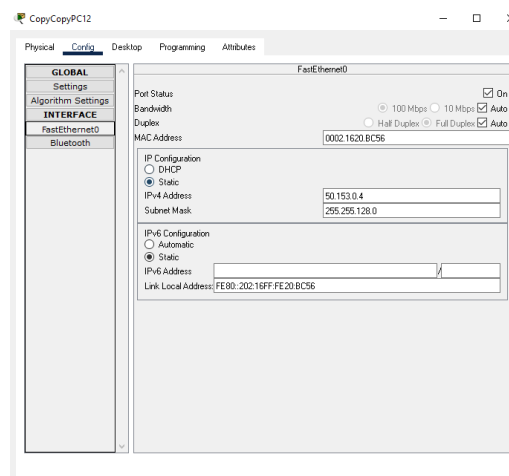 CopyCopyPC12
Physical Config Desktop Programming Attributes
GLOBAL
Settings
Algorithm Settings
INTERFACE
FastEthernet0
Bluetooth
FastEthernet0
Port Status On
Bandwidth 100 Mbps 10 Mbps Auto
Duplex Half Duplex Full Duplex Auto
MAC Address 0002.1620.BC56
IP Configuration
DHCP
Static
IPv4 Address 50.153.0.4
Subnet Mask 255.255.128.0
IPv6 Configuration
Automatic
Static
IPv6 Address /
Link Local Address: FE80::202:16FF:FE20:BC56